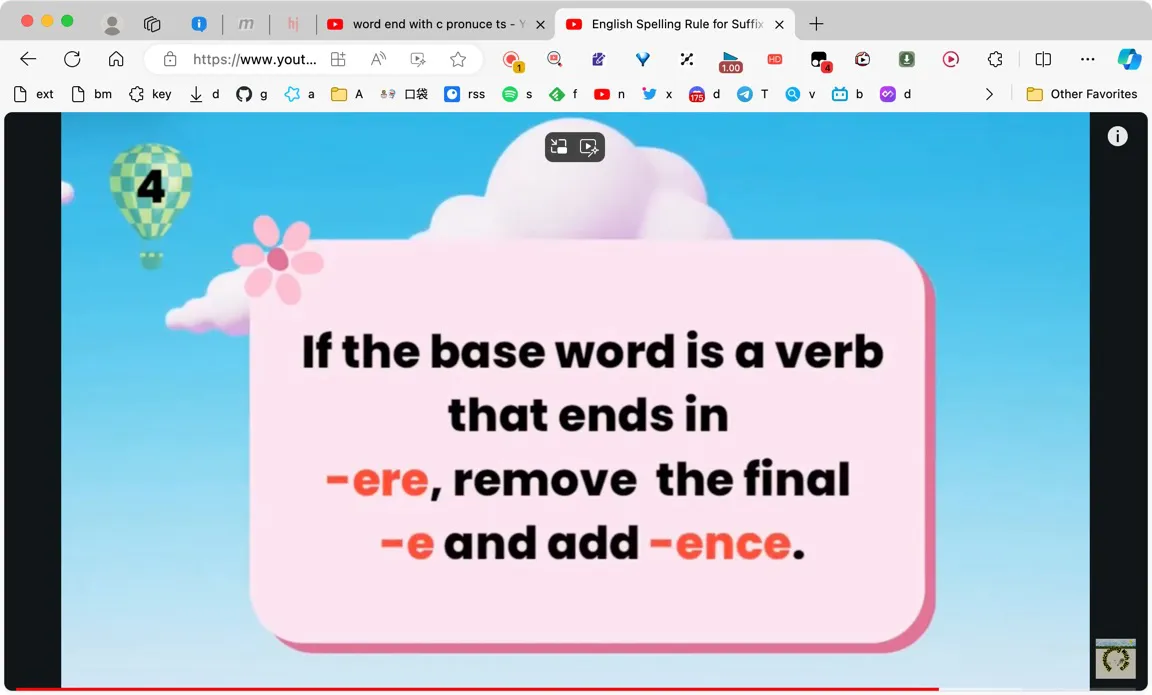 m
hj
word end with c pronuce ts - Y
English Spelling Rule for Suffix
https://www.yout...
1
1.00
HD
4
ext
bm
key
d
g
a
A
口袋
rss
s
f
n
x
175
d
T
v
b
d
Other Favorites
4
If the base word is a verb
that ends in
-ere, remove the final
-e and add -ence.